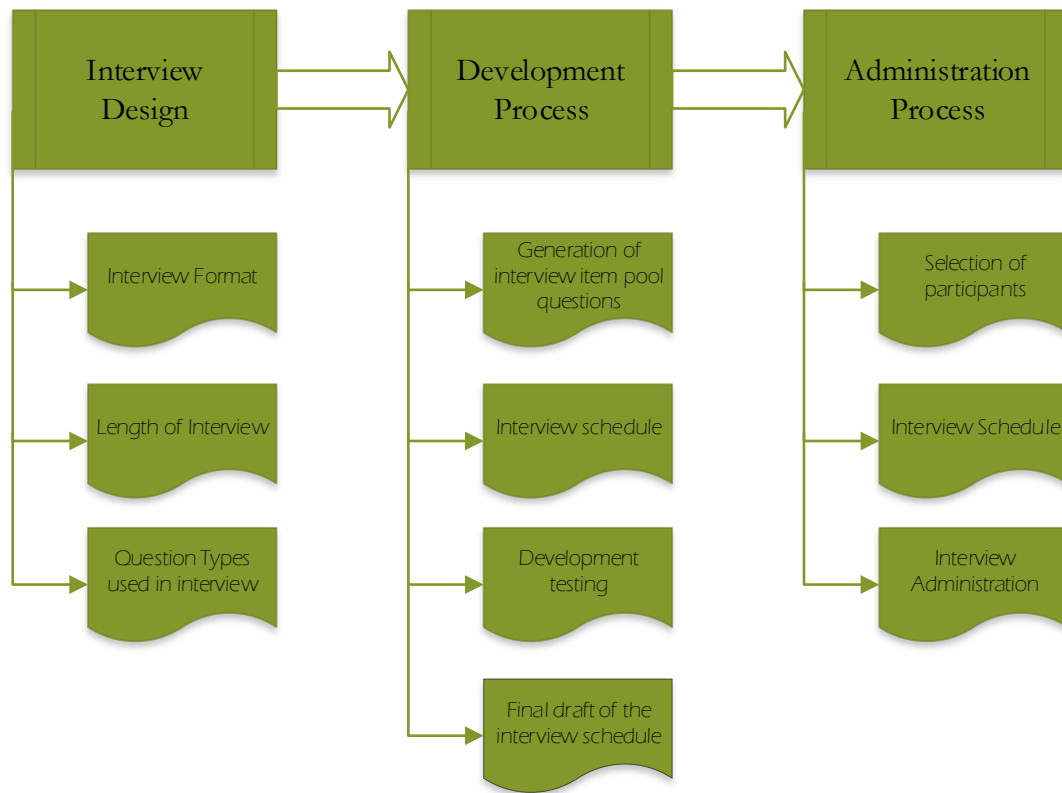 Interview
Design
Development
Process
Administration
Process
Interview Format
Length of Interview
Question Types
used in interview
Generation of
interview item pool
questions
Interview schedule
Development
testing
Final draft of the
interview schedule
Selection of
participants
Interview Schedule
Interview
Administration